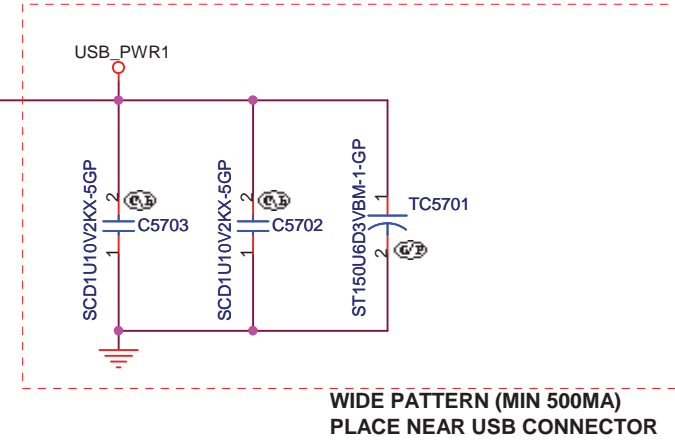 USB_PWR1
SCD1U10V2KX-5GP
2
1
C5703
SCD1U10V2KX-5GP
2
1
C5702
ST150U6D3VBM-1-GP
1
2
TC5701
G/P
WIDE PATTERN (MIN 500MA)
PLACE NEAR USB CONNECTOR